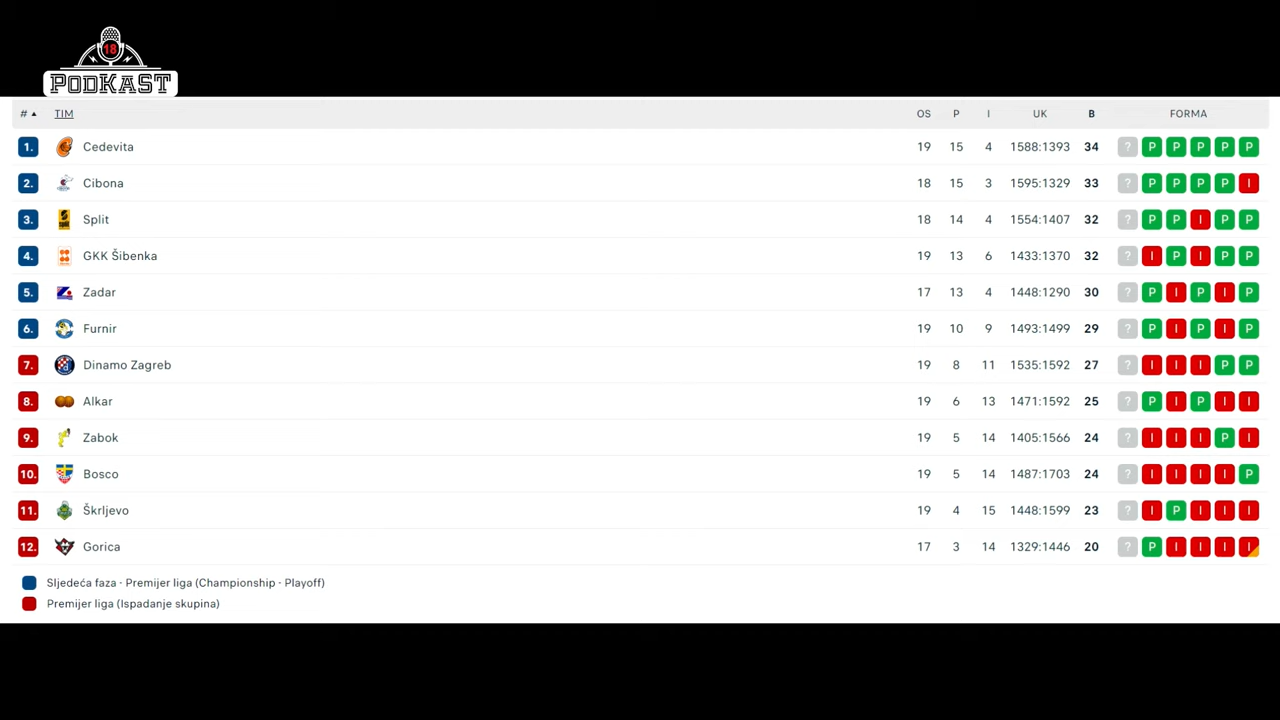 18
PODKAST
# TIM OS P I UK B FORMA
1. Cedevita 19 15 4 1588:1393 34 ? P P P P P
2. Cibona 18 15 3 1595:1329 33 ? P P P P I
3. Split 18 14 4 1554:1407 32 ? P P I P P
4. GKK Šibenka 19 13 6 1433:1370 32 ? I P I P P
5. Zadar 17 13 4 1448:1290 30 ? P I P I P
6. Furnir 19 10 9 1493:1499 29 ? P I P I P
7. Dinamo Zagreb 19 8 11 1535:1592 27 ? I I I P P
8. Alkar 19 6 13 1471:1592 25 ? P I P I I
9. Zabok 19 5 14 1405:1566 24 ? I I I P I
10. Bosco 19 5 14 1487:1703 24 ? I I I I P
11. Škrljevo 19 4 15 1448:1599 23 ? I P I I I
12. Gorica 17 3 14 1329:1446 20 ? P I I I I
Sljedeća faza - Premijer liga (Championship - Playoff)
Premijer liga (Ispadanje skupina)